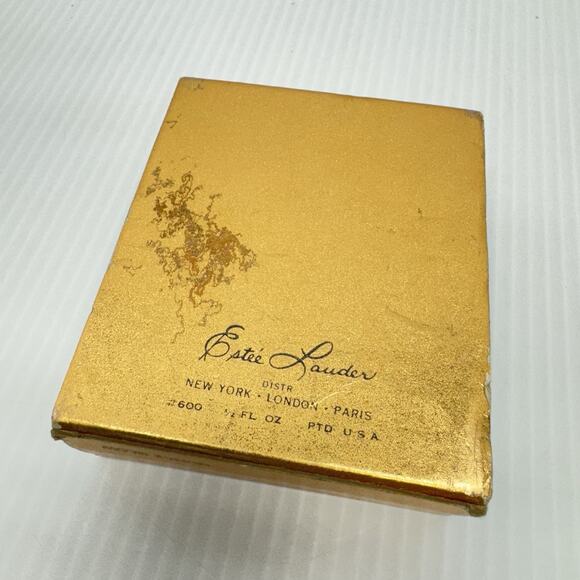 Estée Lauder
DISTR
NEW YORK · LONDON · PARIS
#600 ½ FL OZ PTD U.S.A.